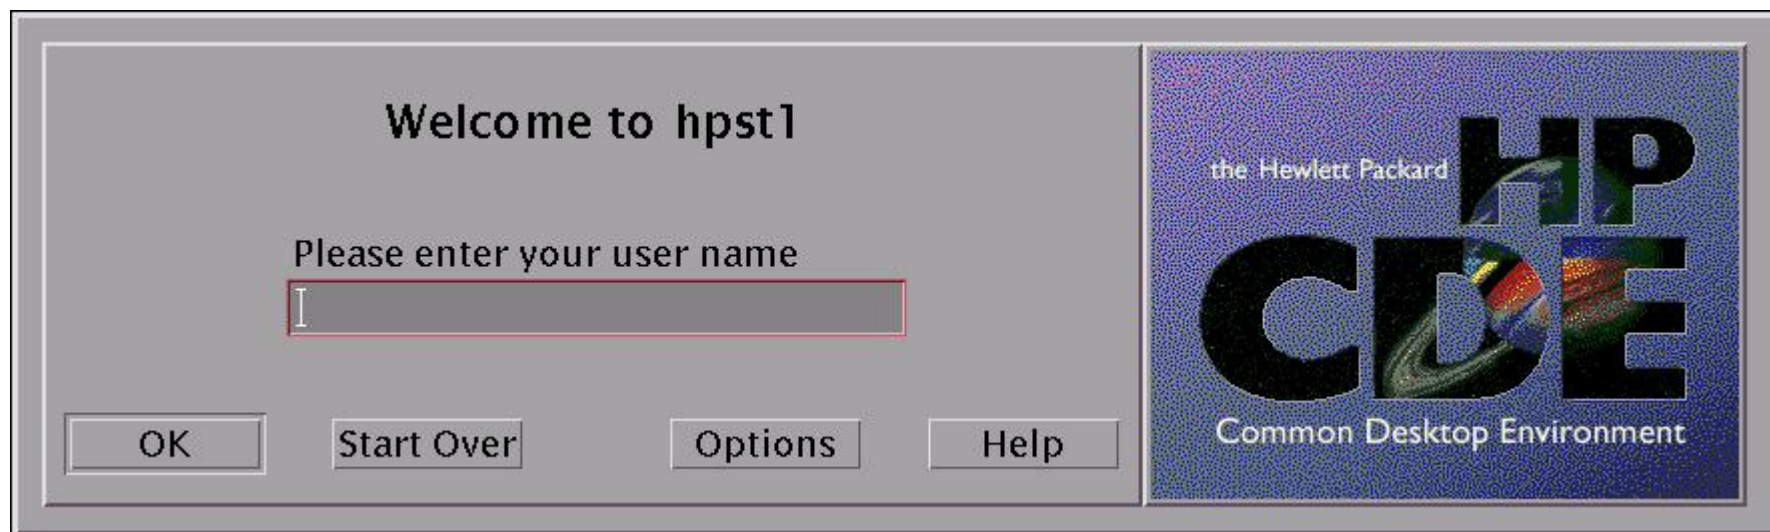 Welcome to hpst1
Please enter your user name
OK
Start Over
Options
Help
the Hewlett Packard HP
CDE
Common Desktop Environment